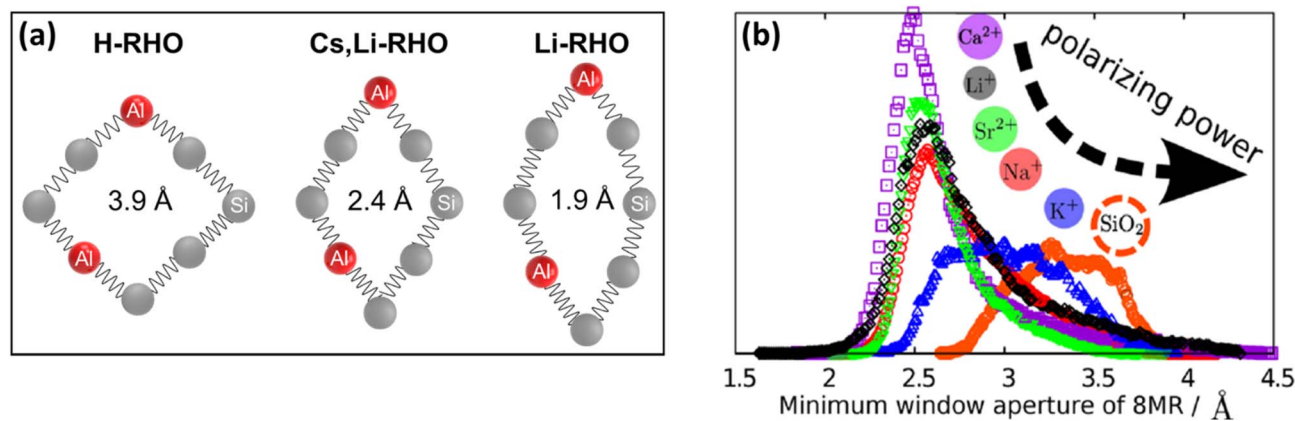 (a)
H-RHO
Cs,Li-RHO
Li-RHO
Al
Al
Al
3.9 Å
2.4 Å
Si
1.9 Å
Si
Si
Al
Al
Al
(b)
Ca²⁺
Li⁺
Sr²⁺
Na⁺
K⁺
SiO₂
polarizing power
1.5
2
2.5
3
3.5
4
4.5
Minimum window aperture of 8MR / Å